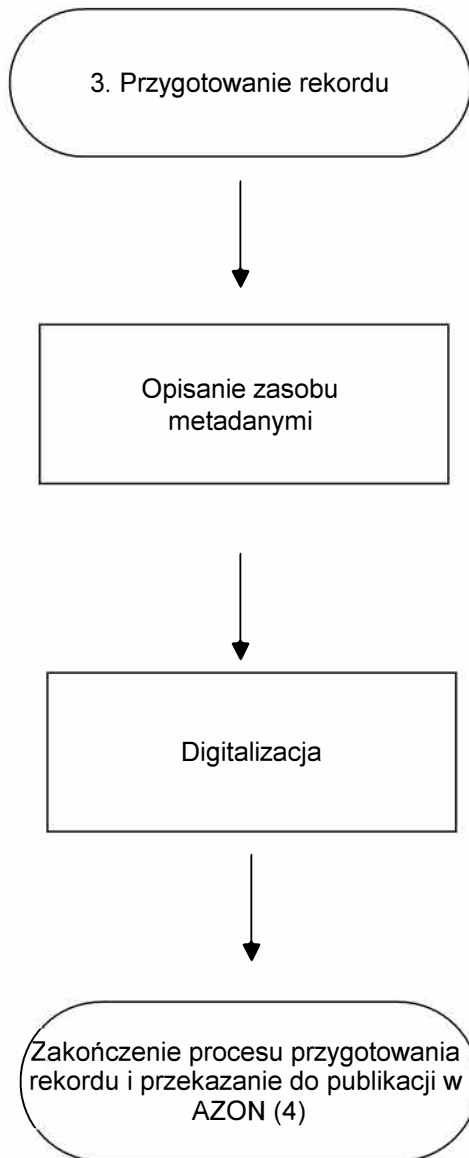 3. Przygotowanie rekordu
Opisanie zasobu
metadanymi
Digitalizacja
Zakończenie procesu przygotowania
rekordu i przekazanie do publikacji w
AZON (4)